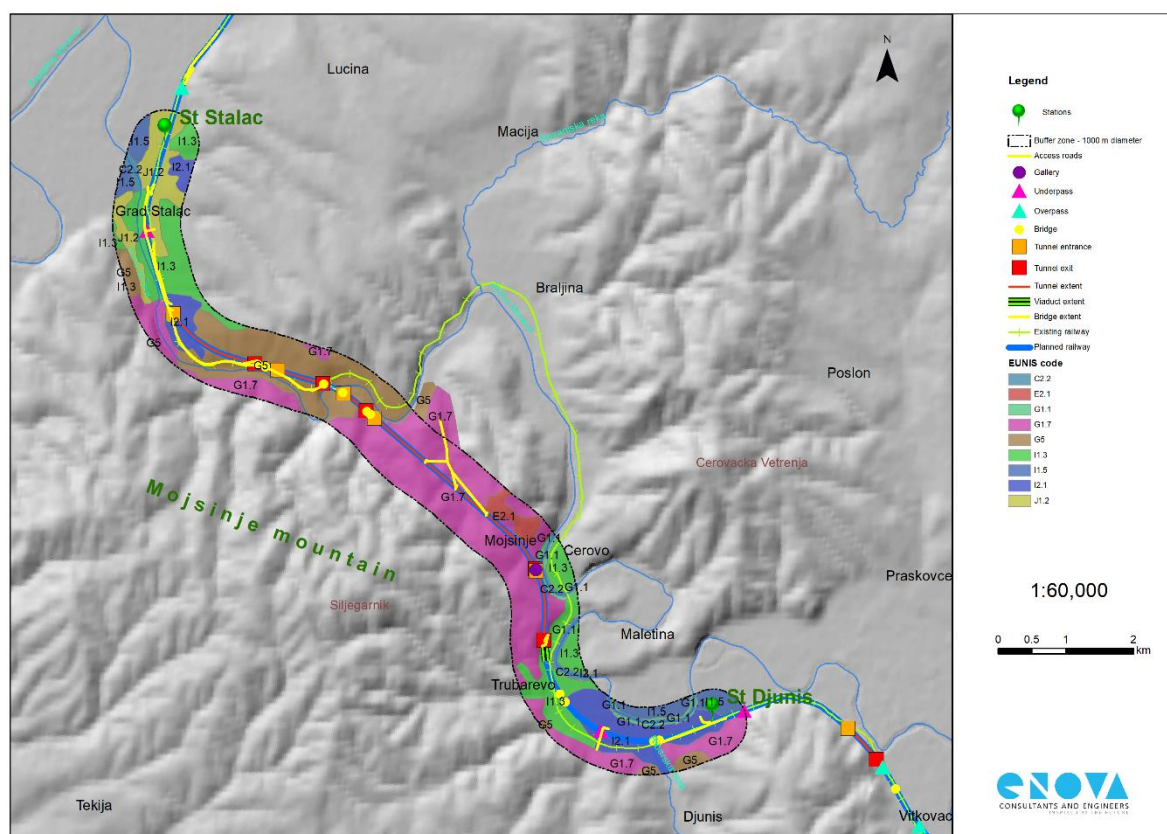 Lucina
N
St Stalac
Macija
I1.5
I1.3
C2.2
J1.2
I2.1
I1.5
Grad Stalac
J1.2
I1.3
I1.3
G5
I1.3
I2.1
G5
G1.7
G5
G1.7
Braljina
G5
G1.7
Poslon
Cerovacka Vetrenja
G1.7
E2.1
Mojsinje mountain
Mojsinje
G1.1
G1.1
Cerovo
I1.3
C2.2
G1.1
Praskovce
Siljegarnik
G1.1
Maletina
I1.3
C2.2
I2.1
Trubarevo
I1.3
G1.1
I1.5
G1.1
I1.5
St Djunis
G1.1
C2.2
G1.1
G5
I2.1
G1.7
G1.7
G5
G5
Tekija
Djunis
Vitkovac
Legend
Stations
Buffer zone - 1000 m diameter
Access roads
Gallery
Underpass
Overpass
Bridge
Tunnel entrance
Tunnel exit
Tunnel extent
Viaduct extent
Bridge extent
Existing railway
Planned railway
EUNIS code
C2.2
E2.1
G1.1
G1.7
G5
I1.3
I1.5
I2.1
J1.2
1:60,000
0 0.5 1 2
km
enova
CONSULTANTS AND ENGINEERS